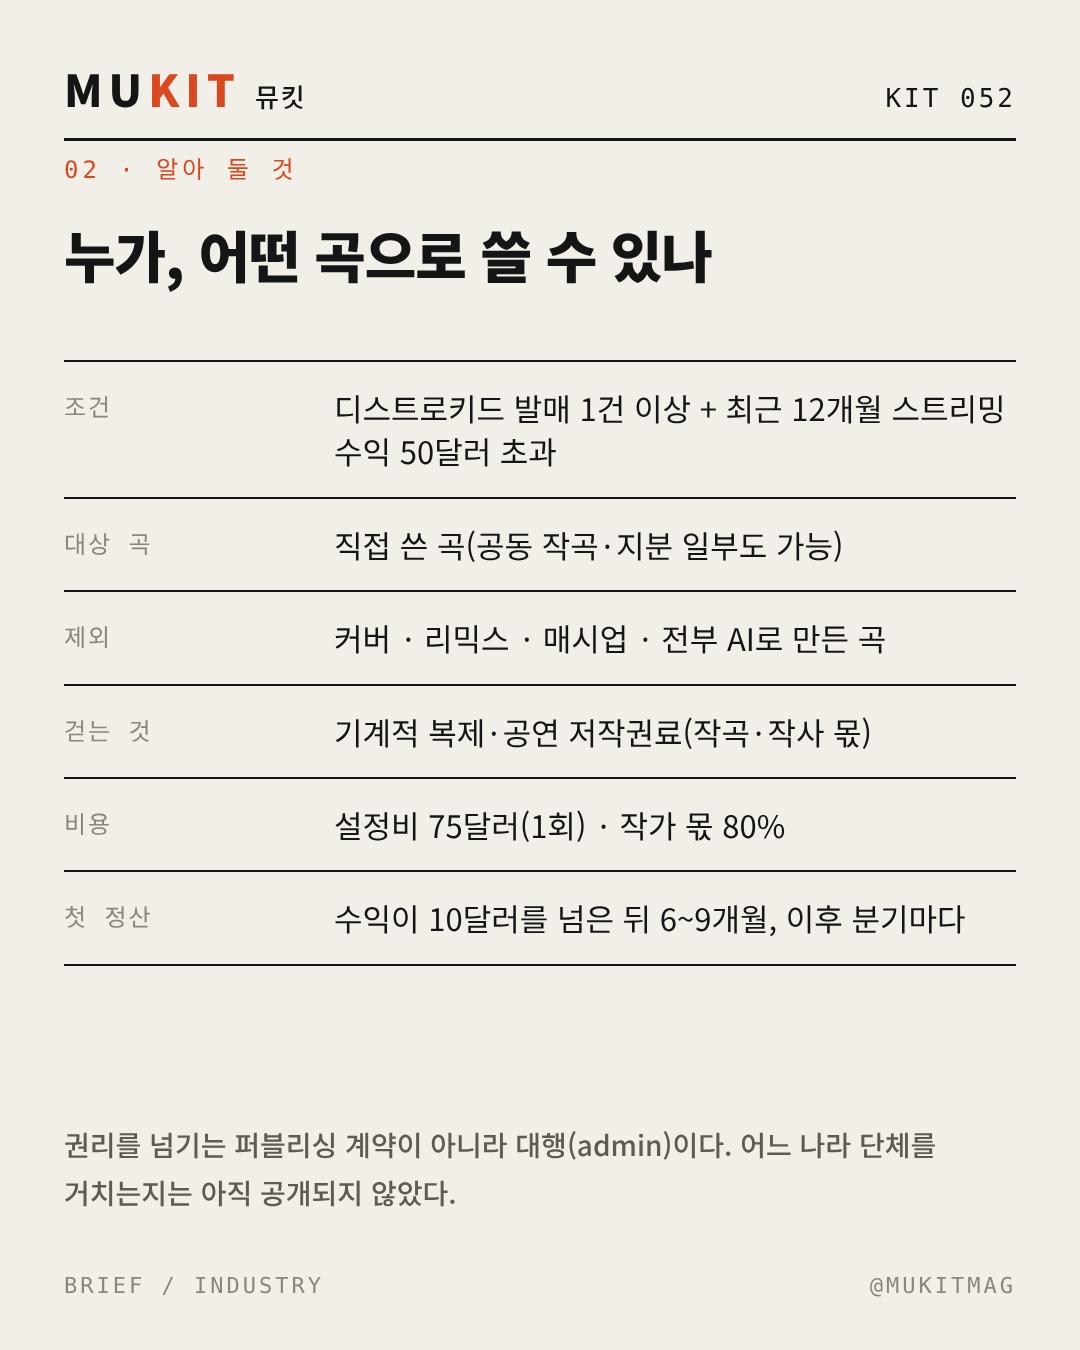 MUKIT 뮤킷
KIT 052
02 · 알아 둘 것
누가, 어떤 곡으로 쓸 수 있나
조건
디스트로키드 발매 1건 이상 + 최근 12개월 스트리밍
수익 50달러 초과
대상 곡
직접 쓴 곡(공동 작곡·지분 일부도 가능)
제외
커버 · 리믹스 · 매시업 · 전부 AI로 만든 곡
걷는 것
기계적 복제·공연 저작권료(작곡·작사 몫)
비용
설정비 75달러(1회) · 작가 몫 80%
첫 정산
수익이 10달러를 넘은 뒤 6~9개월, 이후 분기마다
권리를 넘기는 퍼블리싱 계약이 아니라 대행(admin)이다. 어느 나라 단체를
거치는지는 아직 공개되지 않았다.
BRIEF / INDUSTRY
@MUKITMAG